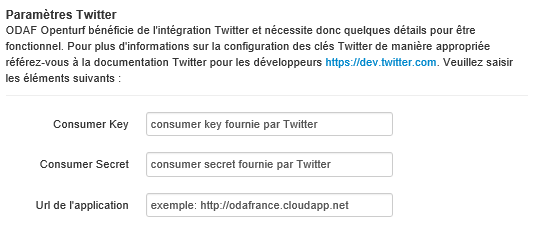 Paramètres Twitter
ODAF Openturf bénéficie de l'intégration Twitter et nécessite donc quelques détails pour être
fonctionnel. Pour plus d'informations sur la configuration des clés Twitter de manière appropriée
référez-vous à la documentation Twitter pour les développeurs https://dev.twitter.com. Veuillez saisir
les éléments suivants :
Consumer Key consumer key fournie par Twitter
Consumer Secret consumer secret fournie par Twitter
Url de l'application exemple: http://odafrance.cloudapp.net